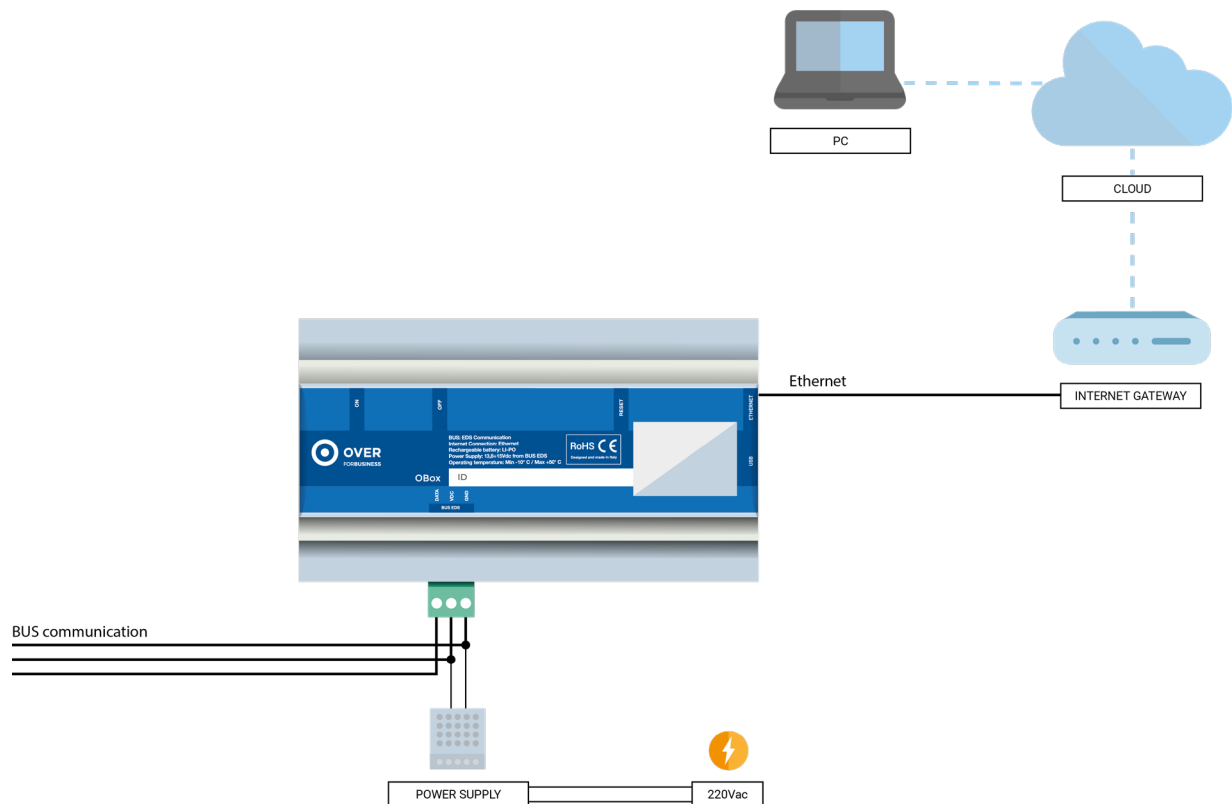 PC
CLOUD
Ethernet
INTERNET GATEWAY
ON
OFF
RESET
ETHERNET
USB
OVER
FORBUSINESS
BUS: EDS Communication
Internet Connection: Ethernet
Rechargeable battery: LI-PO
Power Supply: 13,8÷15Vdc from BUS EDS
Operating temperature: Min -10° C / Max +50° C
RoHS CE
Designed and made in Italy
OBox
ID
DATA
VDC
GND
BUS EDS
BUS communication
POWER SUPPLY
220Vac